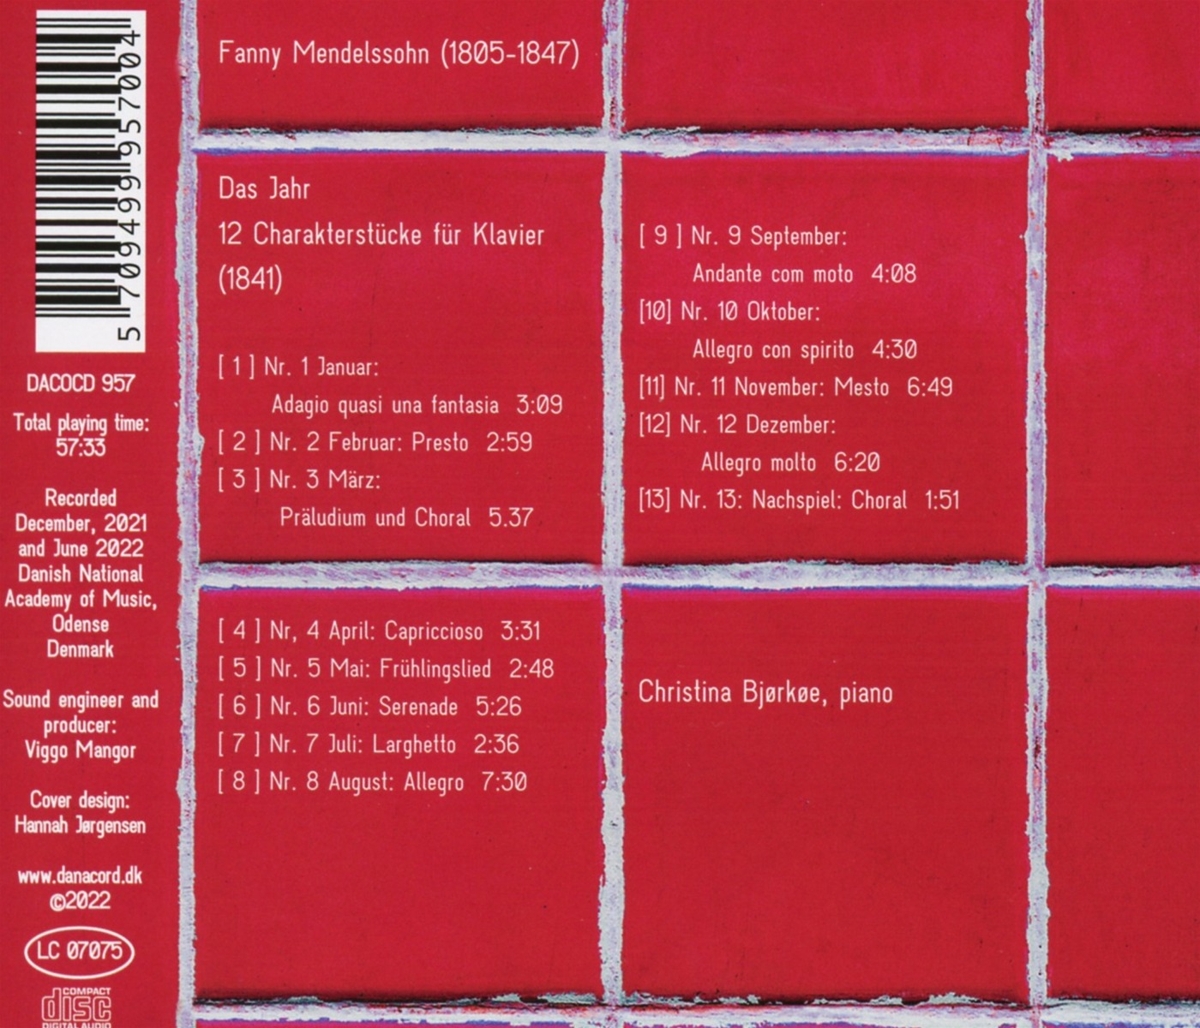 5 709499 957004
DACOCD 957
Total playing time:
57:33
Recorded
December, 2021
and June 2022
Danish National
Academy of Music,
Odense
Denmark
Sound engineer and
producer:
Viggo Mangor
Cover design:
Hannah Jørgensen
www.danacord.dk
©2022
LC 07075
COMPACT
disc
DIGITAL AUDIO
Fanny Mendelssohn (1805-1847)
Das Jahr
12 Charakterstücke für Klavier
(1841)
[ 1 ] Nr. 1 Januar:
Adagio quasi una fantasia 3:09
[ 2 ] Nr. 2 Februar: Presto 2:59
[ 3 ] Nr. 3 März:
Präludium und Choral 5.37
[ 4 ] Nr, 4 April: Capriccioso 3:31
[ 5 ] Nr. 5 Mai: Frühlingslied 2:48
[ 6 ] Nr. 6 Juni: Serenade 5:26
[ 7 ] Nr. 7 Juli: Larghetto 2:36
[ 8 ] Nr. 8 August: Allegro 7:30
[ 9 ] Nr. 9 September:
Andante com moto 4:08
[10] Nr. 10 Oktober:
Allegro con spirito 4:30
[11] Nr. 11 November: Mesto 6:49
[12] Nr. 12 Dezember:
Allegro molto 6:20
[13] Nr. 13: Nachspiel: Choral 1:51
Christina Bjørkøe, piano